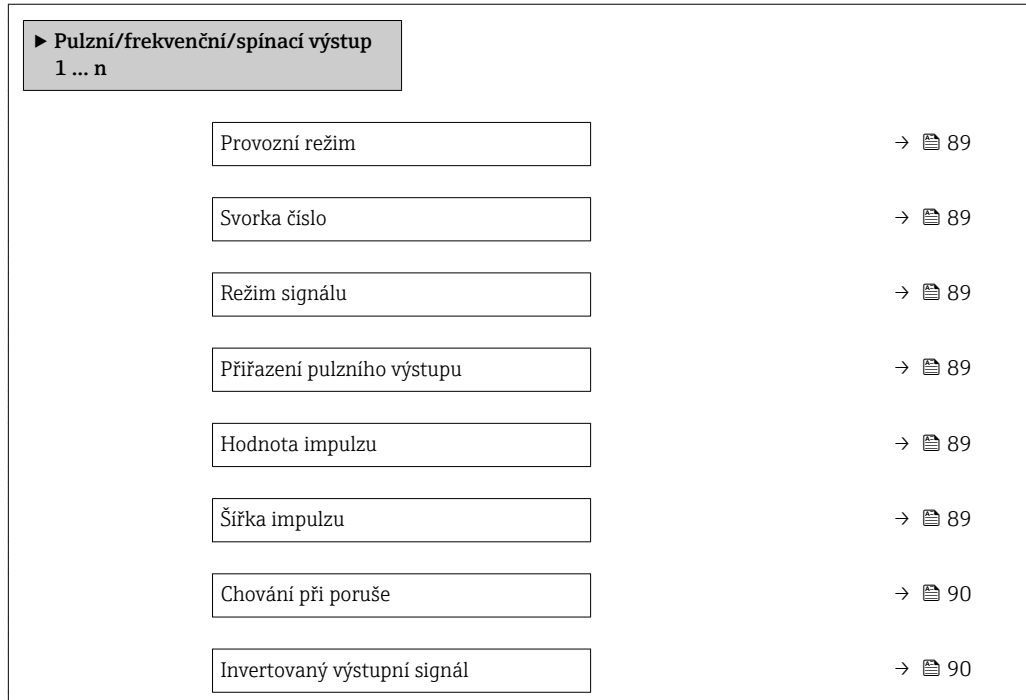 ▶ Pulzní/frekvenční/spínací výstup
1 … n
Provozní režim → 89
Svorka číslo → 89
Režim signálu → 89
Přiřazení pulzního výstupu → 89
Hodnota impulzu → 89
Šířka impulzu → 89
Chování při poruše → 90
Invertovaný výstupní signál → 90